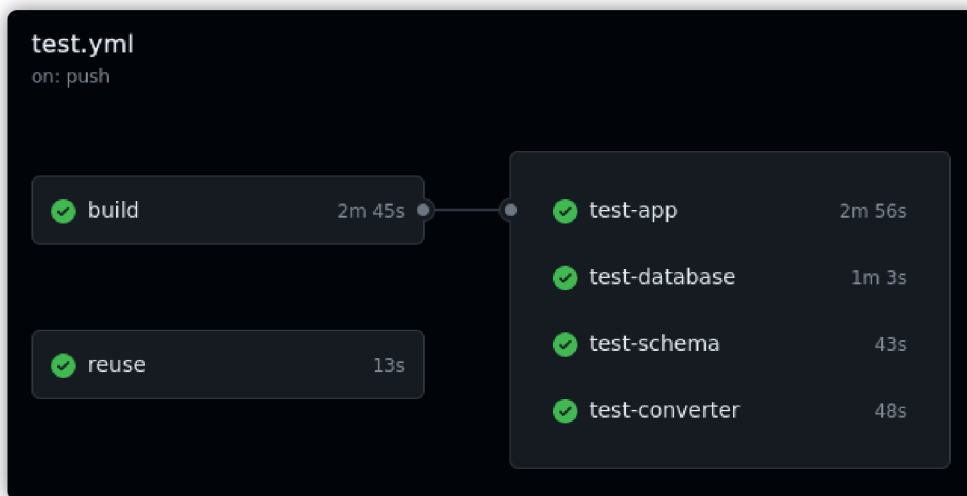 test.yml
on: push
build 2m 45s
reuse 13s
test-app 2m 56s
test-database 1m 3s
test-schema 43s
test-converter 48s